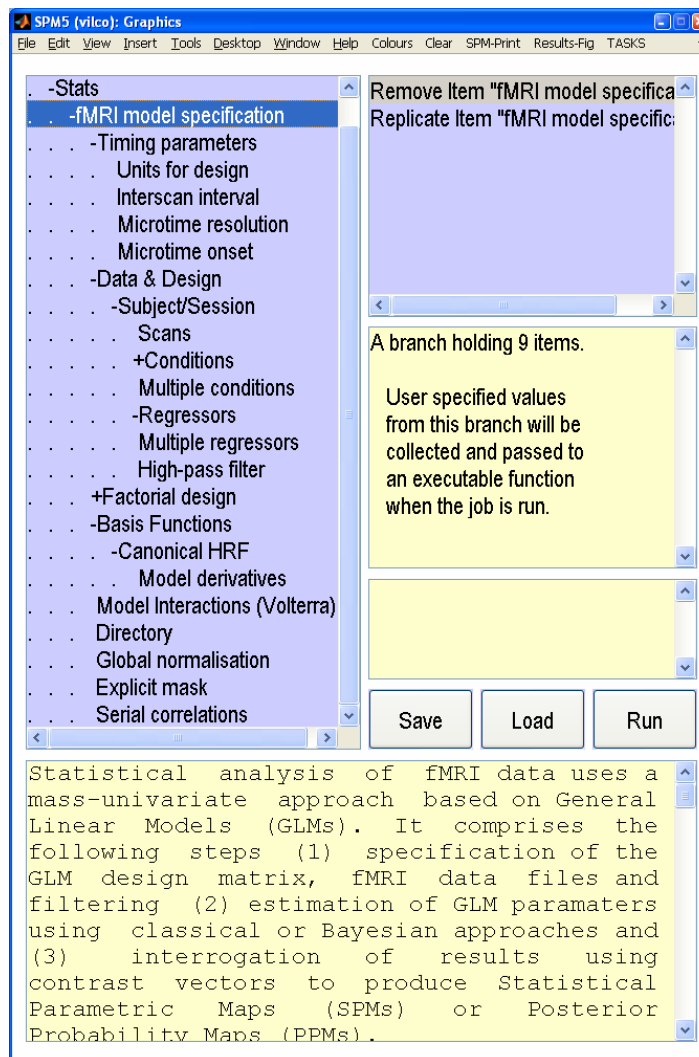 SPM5 (vilco): Graphics
File Edit View Insert Tools Desktop Window Help Colours Clear SPM-Print Results-Fig TASKS
. -Stats
. . -fMRI model specification
. . . -Timing parameters
. . . . Units for design
. . . . Interscan interval
. . . . Microtime resolution
. . . . Microtime onset
. . . -Data & Design
. . . . -Subject/Session
. . . . . Scans
. . . . . +Conditions
. . . . . Multiple conditions
. . . . . -Regressors
. . . . . Multiple regressors
. . . . . High-pass filter
. . . +Factorial design
. . . -Basis Functions
. . . . -Canonical HRF
. . . . . Model derivatives
. . . Model Interactions (Volterra)
. . . Directory
. . . Global normalisation
. . . Explicit mask
. . . Serial correlations
Remove Item "fMRI model specifica
Replicate Item "fMRI model specific
A branch holding 9 items.
User specified values
from this branch will be
collected and passed to
an executable function
when the job is run.
Save Load Run
Statistical analysis of fMRI data uses a
mass-univariate approach based on General
Linear Models (GLMs). It comprises the
following steps (1) specification of the
GLM design matrix, fMRI data files and
filtering (2) estimation of GLM paramaters
using classical or Bayesian approaches and
(3) interrogation of results using
contrast vectors to produce Statistical
Parametric Maps (SPMs) or Posterior
Probability Maps (PPMs).